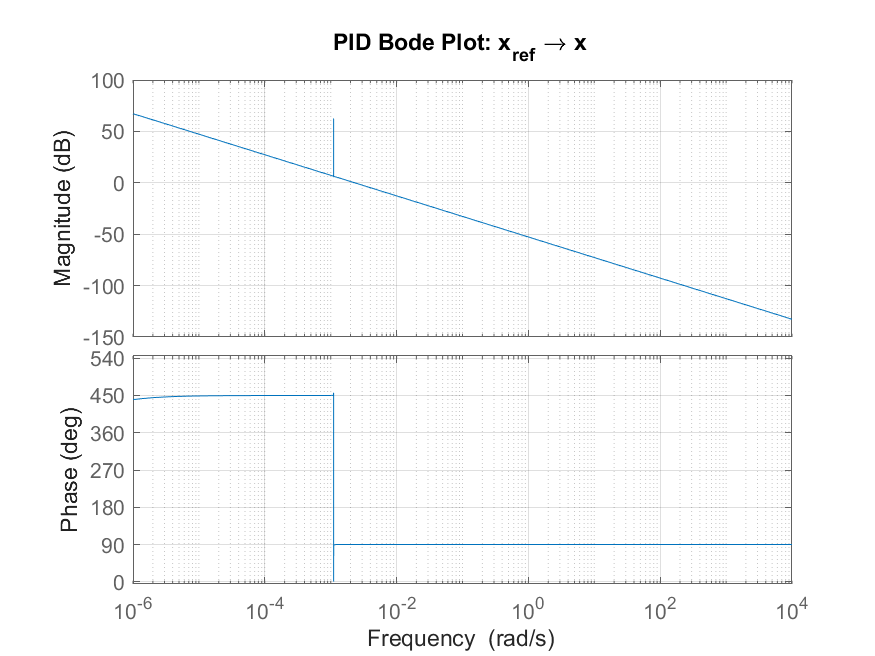 PID Bode Plot: x_ref → x
Magnitude (dB)
100
50
0
-50
-100
-150
Phase (deg)
540
450
360
270
180
90
0
10^-6 10^-4 10^-2 10^0 10^2 10^4
Frequency (rad/s)